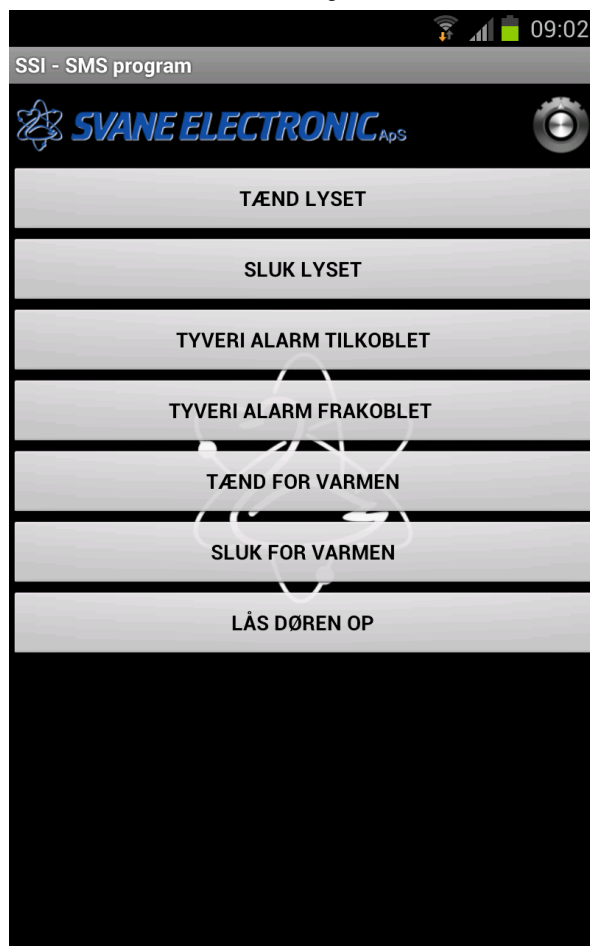 09:02
SSI - SMS program
SVANE ELECTRONIC ApS
TÆND LYSET
SLUK LYSET
TYVERI ALARM TILKOBLET
TYVERI ALARM FRAKOBLET
TÆND FOR VARMEN
SLUK FOR VARMEN
LÅS DØREN OP